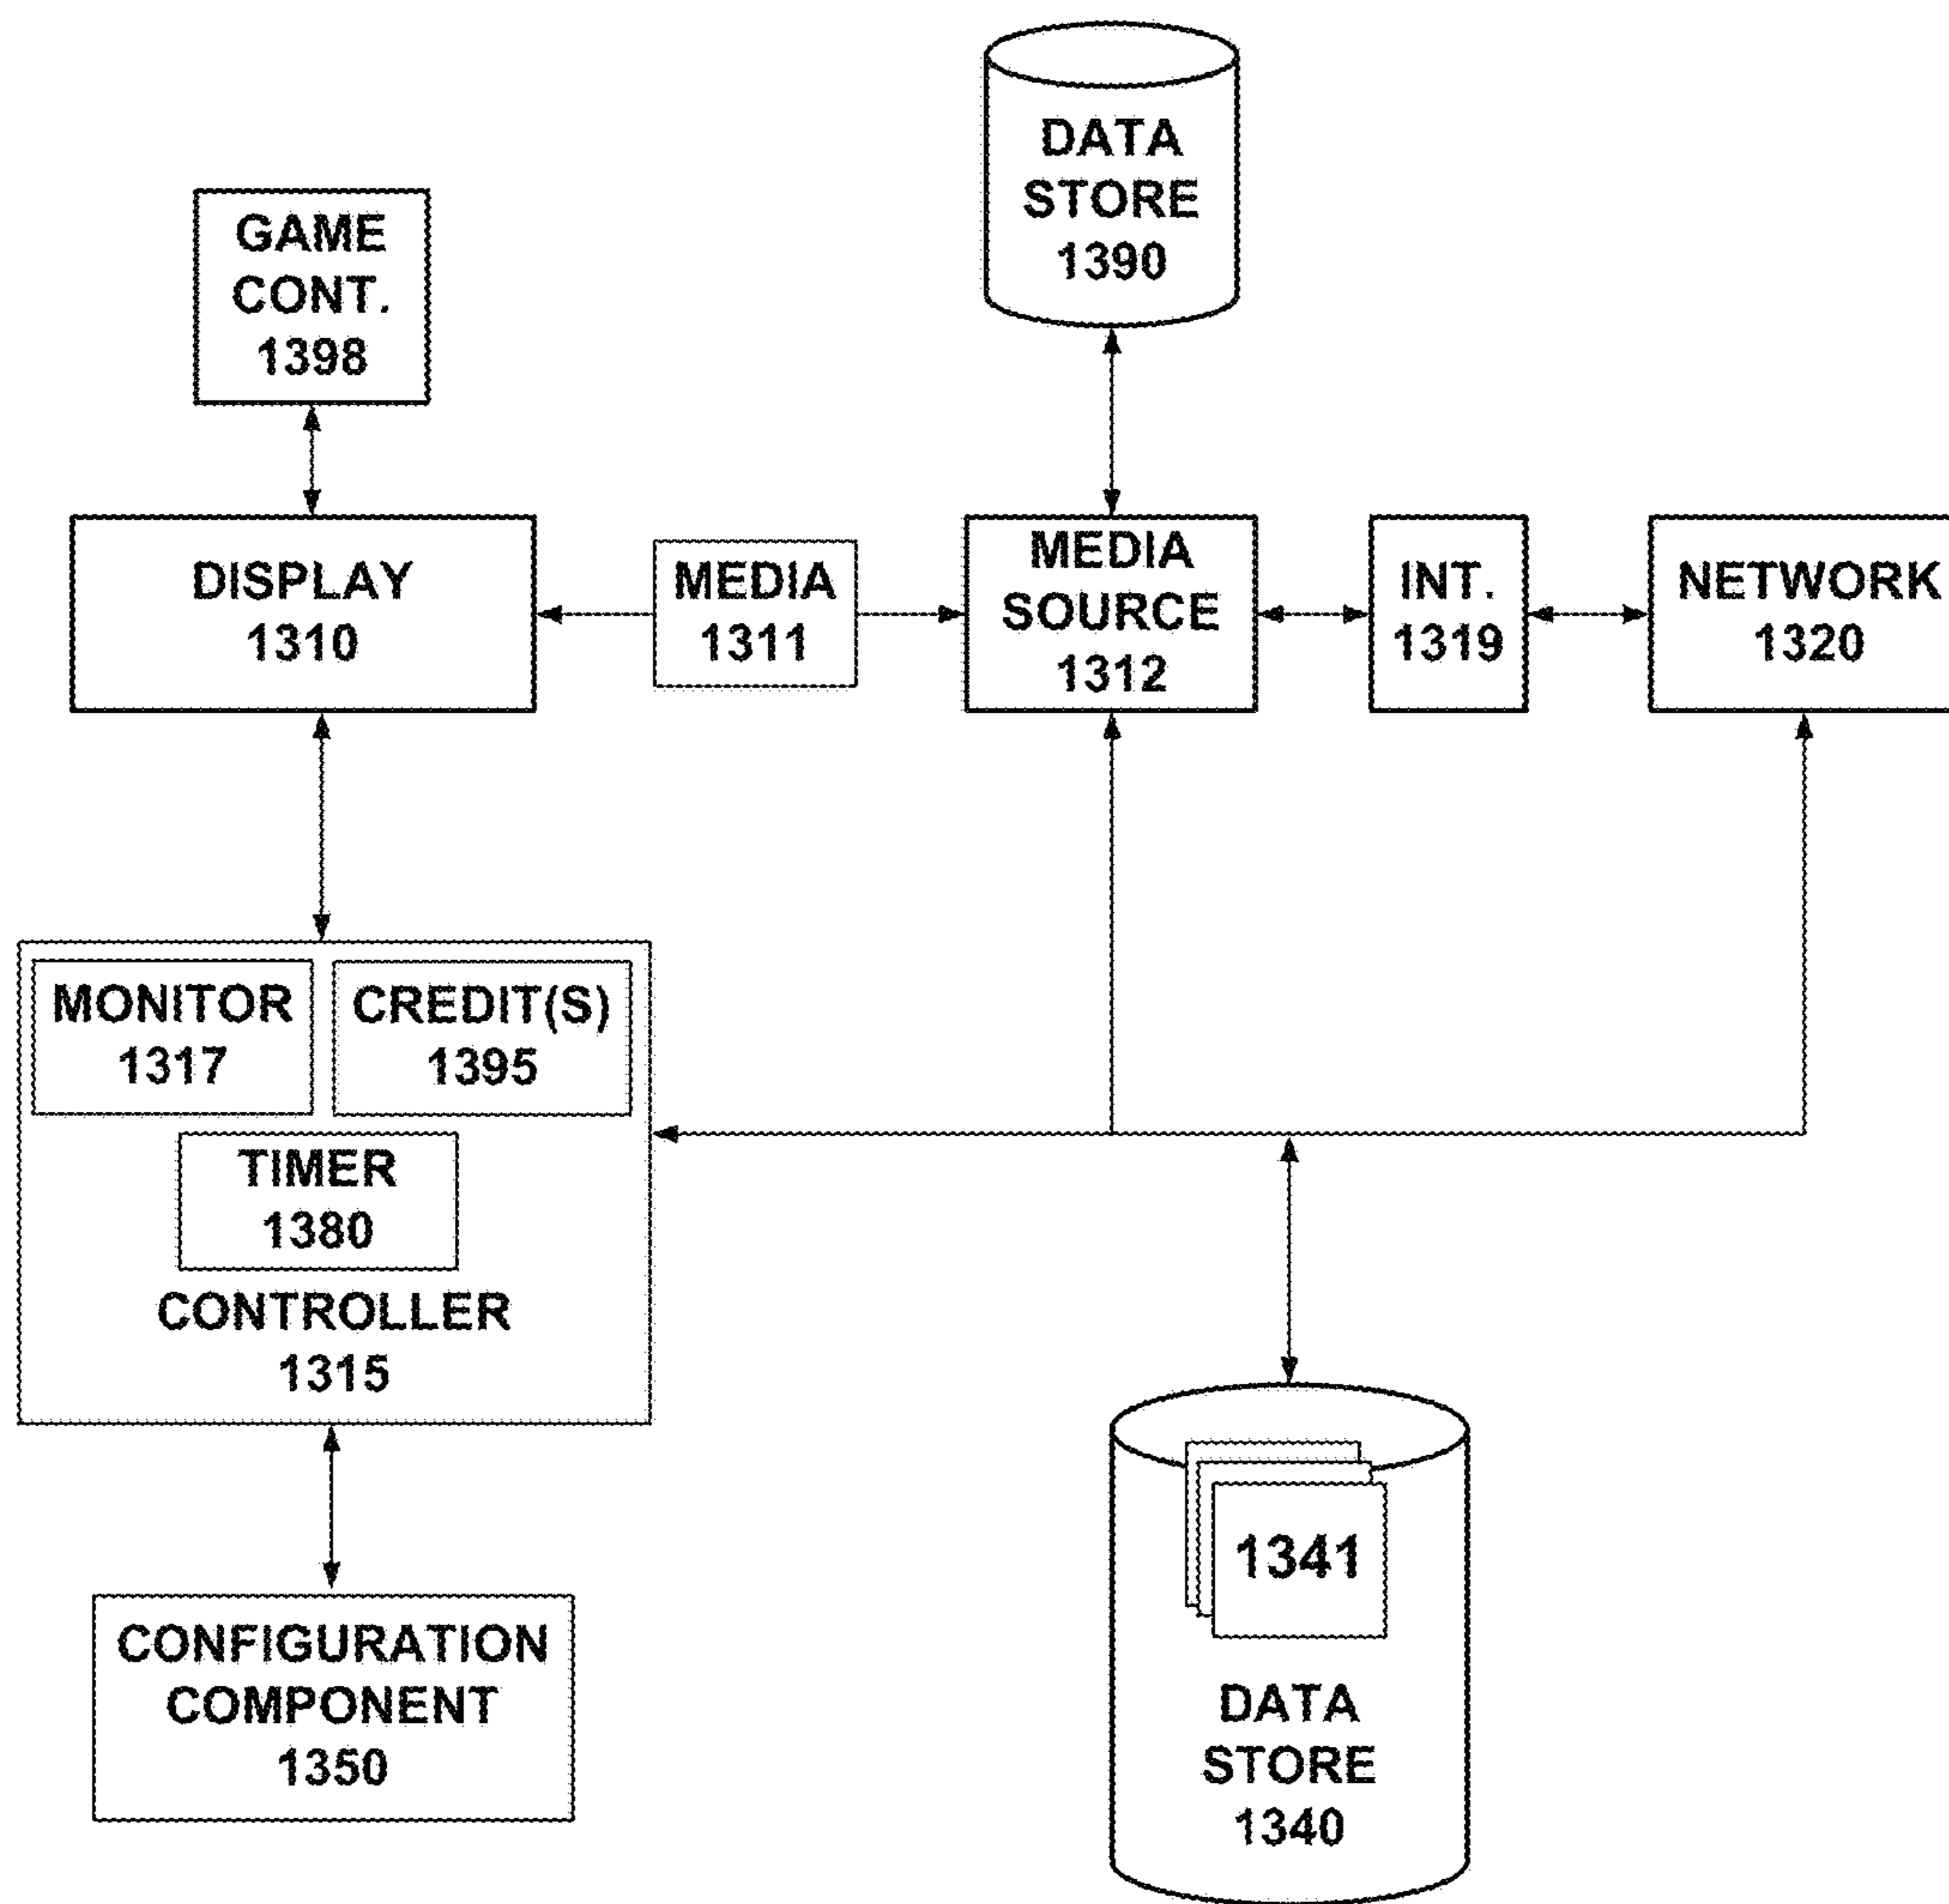 DATA
STORE
1390
GAME
CONT.
1398
DISPLAY
1310
MEDIA
1311
MEDIA
SOURCE
1312
INT.
1319
NETWORK
1320
MONITOR
1317
CREDIT(S)
1395
TIMER
1380
CONTROLLER
1315
CONFIGURATION
COMPONENT
1350
1341
DATA
STORE
1340